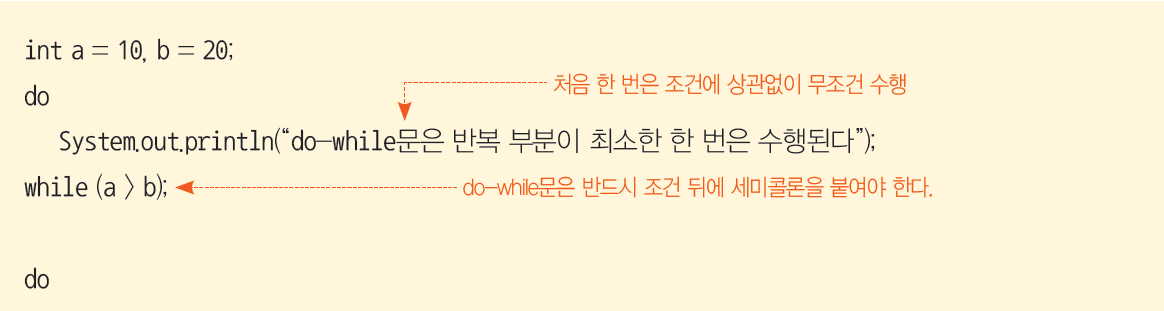 int a = 10, b = 20;
do
처음 한 번은 조건에 상관없이 무조건 수행
System.out.println(“do-while문은 반복 부분이 최소한 한 번은 수행된다”);
while (a > b);
do-while문은 반드시 조건 뒤에 세미콜론을 붙여야 한다.
do